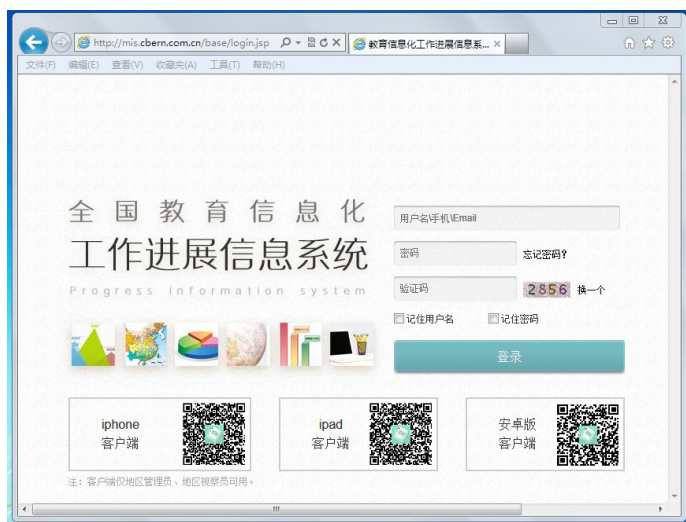 http://mis.cbern.com.cn/base/login.jsp
教育信息化工作进展信息系...
文件(F) 编辑(E) 查看(V) 收藏夹(A) 工具(T) 帮助(H)
全国教育信息化
工作进展信息系统
Progress information system
用户名\手机\Email
密码 忘记密码?
验证码 2856 换一个
记住用户名 记住密码
登录
iphone
客户端
ipad
客户端
安卓版
客户端
注：客户端仅地区管理员、地区视察员可用。